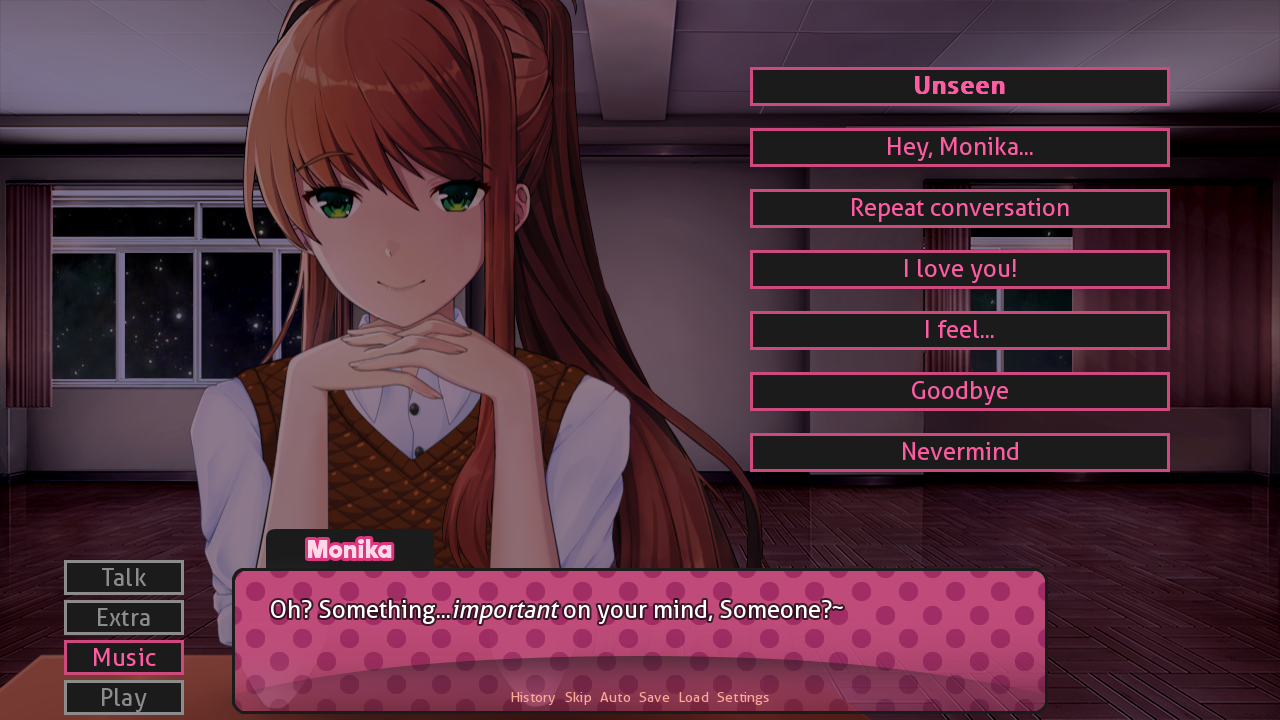 Unseen
Hey, Monika...
Repeat conversation
I love you!
I feel...
Goodbye
Nevermind
Monika
Oh? Something...important on your mind, Someone?~
Talk
Extra
Music
Play
History Skip Auto Save Load Settings